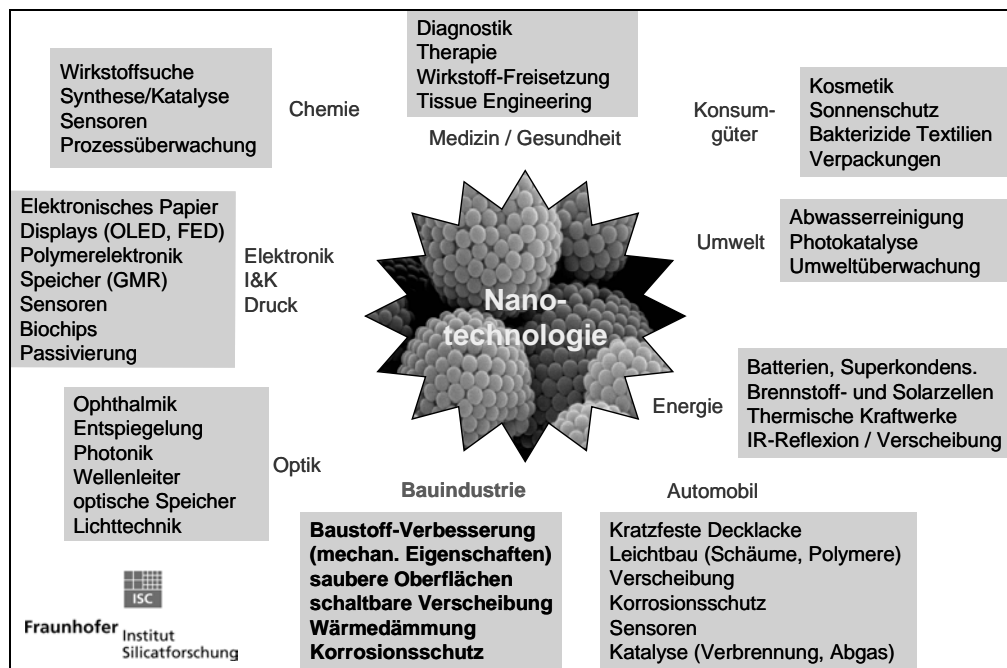 Diagnostik
Therapie
Wirkstoff-Freisetzung
Tissue Engineering
Medizin / Gesundheit
Wirkstoffsuche
Synthese/Katalyse
Sensoren
Prozessüberwachung
Chemie
Konsum-
güter
Kosmetik
Sonnenschutz
Bakterizide Textilien
Verpackungen
Elektronisches Papier
Displays (OLED, FED)
Polymerelektronik
Speicher (GMR)
Sensoren
Biochips
Passivierung
Elektronik
I&K
Druck
Nano-
technologie
Umwelt
Abwasserreinigung
Photokatalyse
Umweltüberwachung
Energie
Batterien, Superkondens.
Brennstoff- und Solarzellen
Thermische Kraftwerke
IR-Reflexion / Verscheibung
Ophthalmik
Entspiegelung
Photonik
Wellenleiter
optische Speicher
Lichttechnik
Optik
Bauindustrie
Baustoff-Verbesserung
(mechan. Eigenschaften)
saubere Oberflächen
schaltbare Verscheibung
Wärmedämmung
Korrosionsschutz
Automobil
Kratzfeste Decklacke
Leichtbau (Schäume, Polymere)
Verscheibung
Korrosionsschutz
Sensoren
Katalyse (Verbrennung, Abgas)
ISC
Fraunhofer Institut
Silicatforschung